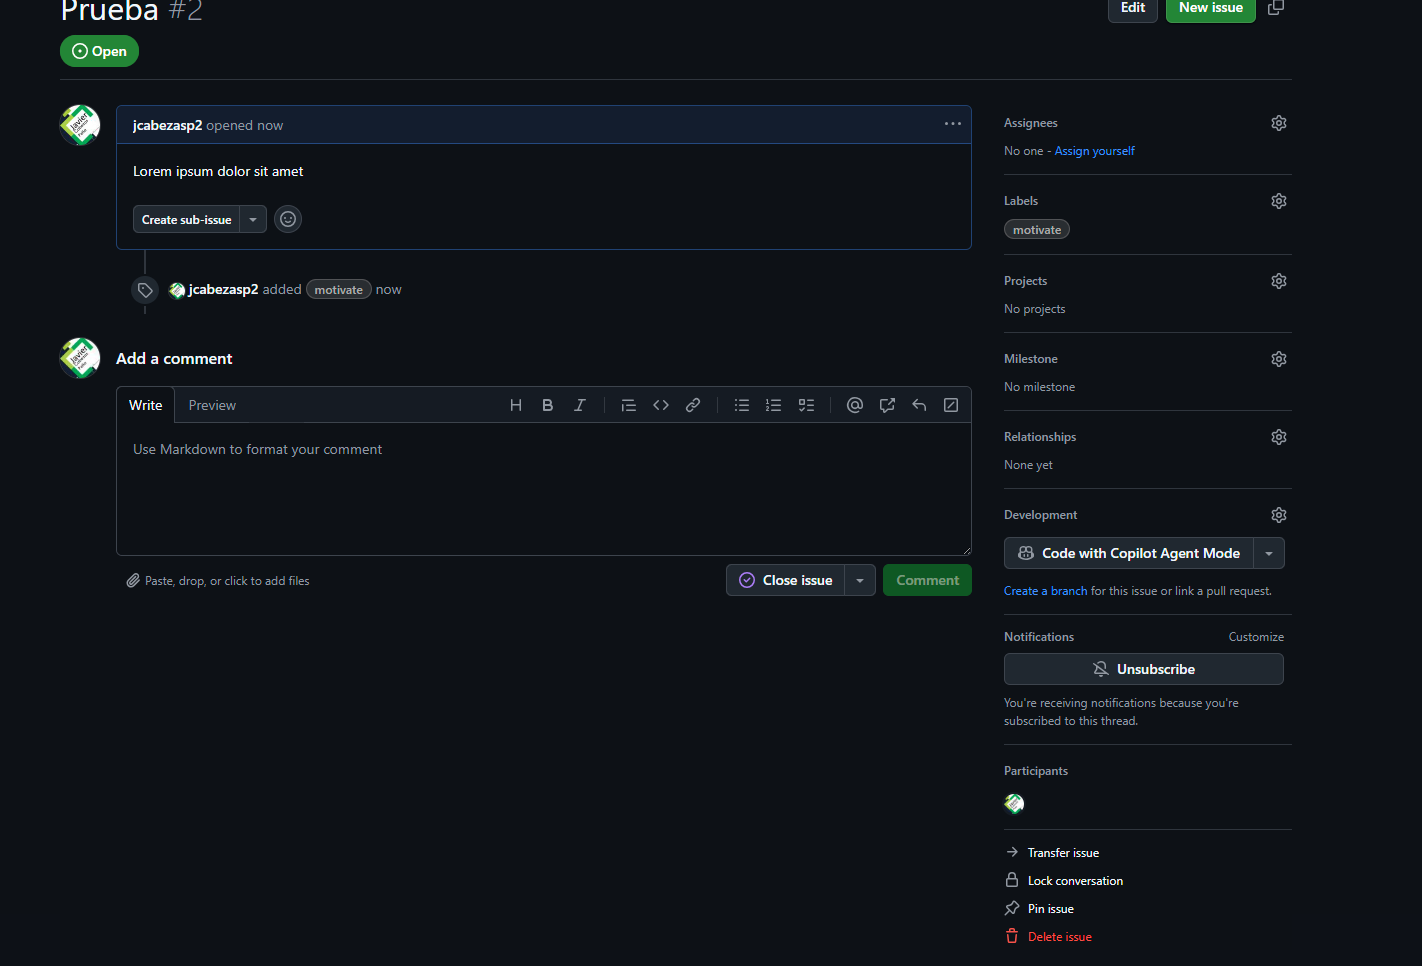 Prueba #2
Edit
New issue
Open
jcabezasp2 opened now
Lorem ipsum dolor sit amet
Create sub-issue
jcabezasp2 added motivate now
Add a comment
Write
Preview
Use Markdown to format your comment
Paste, drop, or click to add files
Close issue
Comment
Assignees
No one - Assign yourself
Labels
motivate
Projects
No projects
Milestone
No milestone
Relationships
None yet
Development
Code with Copilot Agent Mode
Create a branch for this issue or link a pull request.
Notifications
Customize
Unsubscribe
You're receiving notifications because you're
subscribed to this thread.
Participants
Transfer issue
Lock conversation
Pin issue
Delete issue